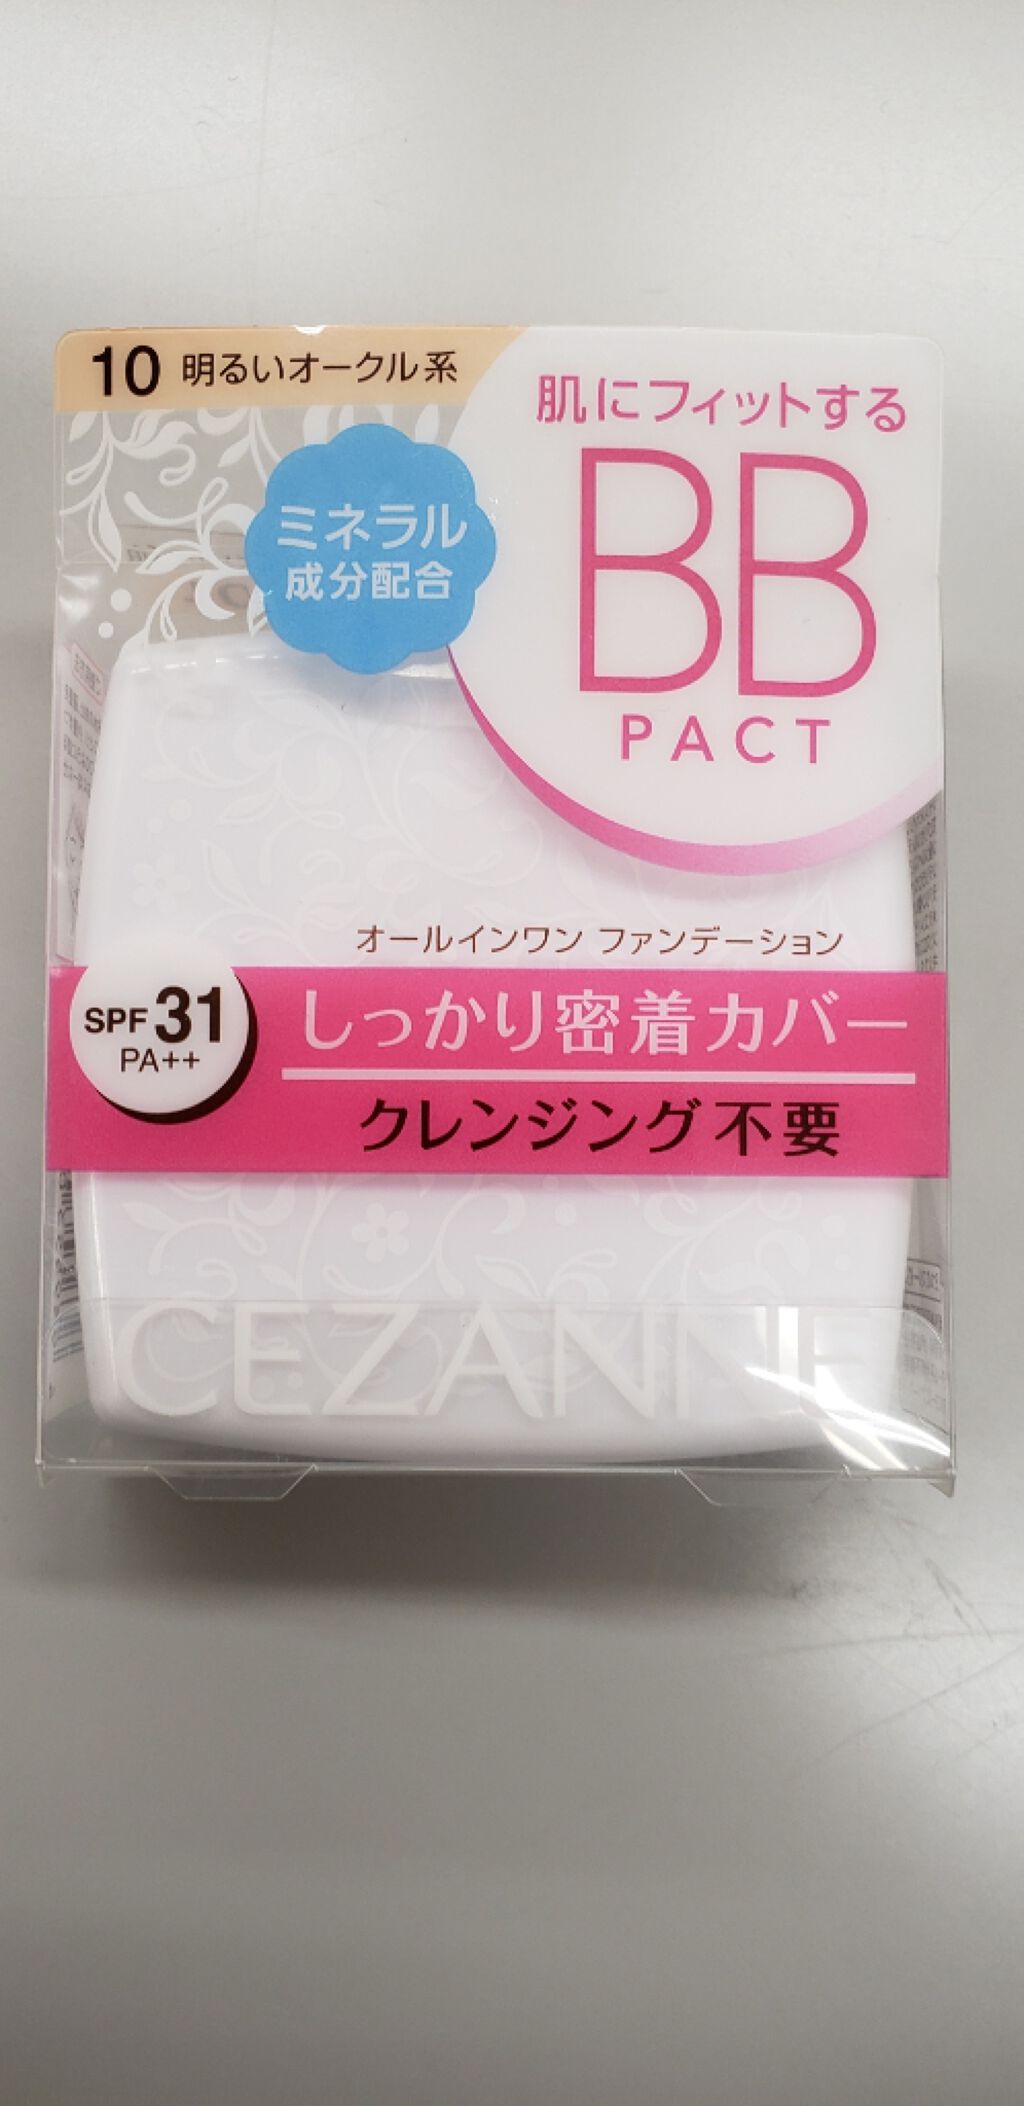 10 明るいオークル系
肌にフィットする
BB
PACT
ミネラル
成分配合
オールインワン ファンデーション
SPF 31
PA++
しっかり密着カバー
クレンジング不要
CEZANNE